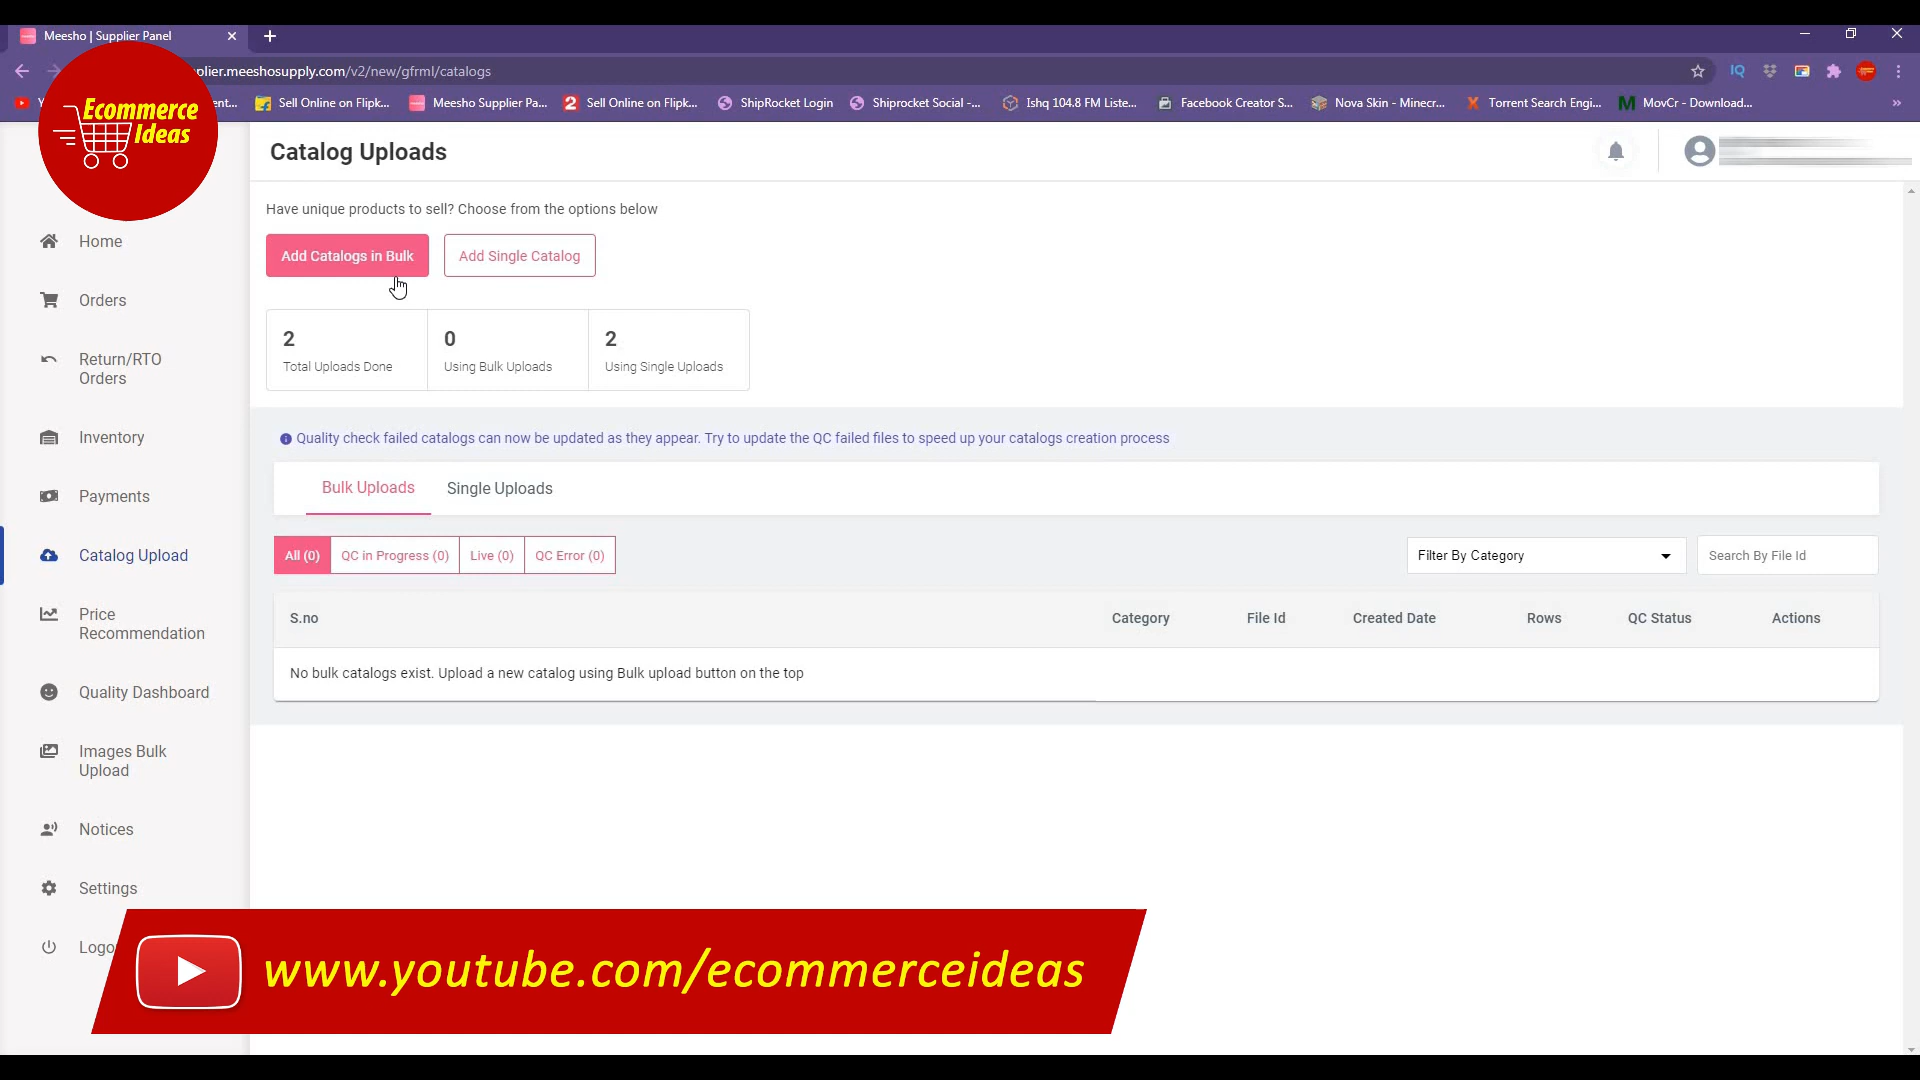 Meesho | Supplier Panel
plier.meeshosupply.com/v2/new/gfrml/catalogs
IQ
Y
ent...
Sell Online on Flipk...
Meesho Supplier Pa...
Sell Online on Flipk...
ShipRocket Login
Shiprocket Social -...
Ishq 104.8 FM Liste...
Facebook Creator S...
Nova Skin - Minecr...
Torrent Search Engi...
MovCr - Download...
Ecommerce
Ideas
Catalog Uploads
Have unique products to sell? Choose from the options below
Add Catalogs in Bulk
Add Single Catalog
Home
Orders
Return/RTO
Orders
Inventory
Payments
Catalog Upload
Price
Recommendation
Quality Dashboard
Images Bulk
Upload
Notices
Settings
Logo
2
Total Uploads Done
0
Using Bulk Uploads
2
Using Single Uploads
Quality check failed catalogs can now be updated as they appear. Try to update the QC failed files to speed up your catalogs creation process
Bulk Uploads
Single Uploads
All (0)
QC in Progress (0)
Live (0)
QC Error (0)
Filter By Category
Search By File Id
S.no
Category
File Id
Created Date
Rows
QC Status
Actions
No bulk catalogs exist. Upload a new catalog using Bulk upload button on the top
www.youtube.com/ecommerceideas